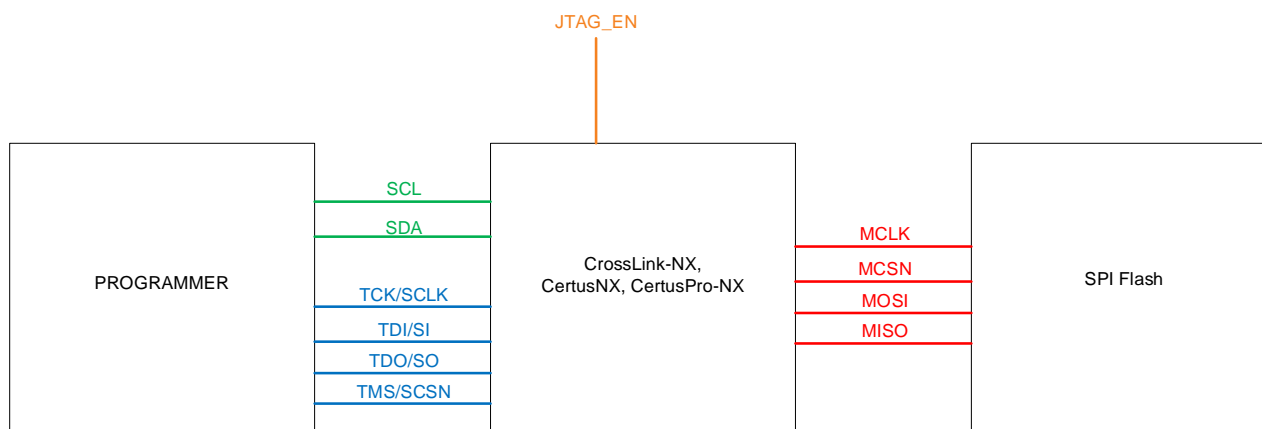 JTAG_EN
PROGRAMMER
SCL
SDA
TCK/SCLK
TDI/SI
TDO/SO
TMS/SCSN
CrossLink-NX,
CertusNX, CertusPro-NX
MCLK
MCSN
MOSI
MISO
SPI Flash